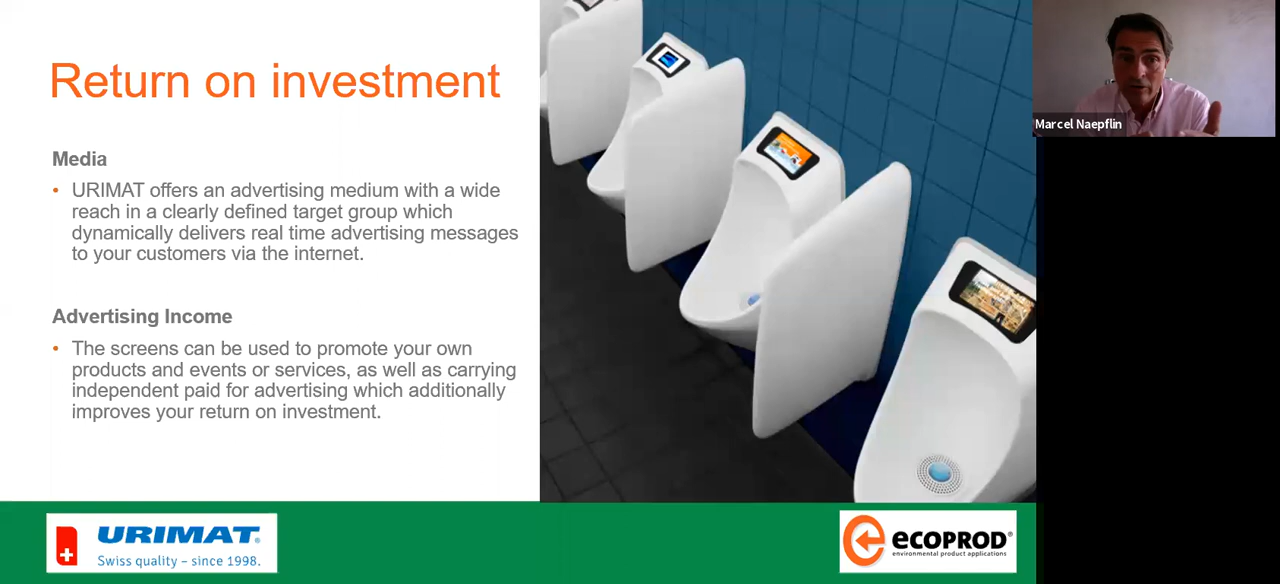 Return on investment
Media
• URIMAT offers an advertising medium with a wide
reach in a clearly defined target group which
dynamically delivers real time advertising messages
to your customers via the internet.
Advertising Income
• The screens can be used to promote your own
products and events or services, as well as carrying
independent paid for advertising which additionally
improves your return on investment.
URIMAT®
Swiss quality – since 1998.
ECOPROD®
environmental product applications
Marcel Naepflin